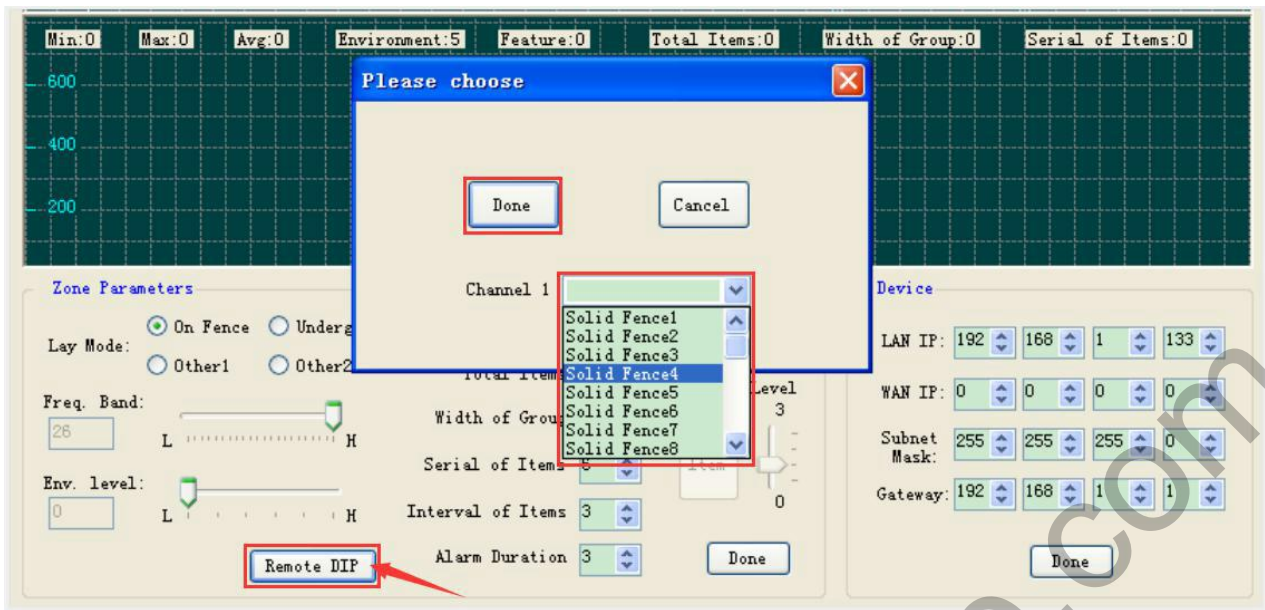 Min:0 Max:0 Avg:0 Environment:5 Feature:0 Total Items:0 Width of Group:0 Serial of Items:0
600
400
200
Please choose
Done Cancel
Channel 1
Solid Fence1
Solid Fence2
Solid Fence3
Solid Fence4
Solid Fence5
Solid Fence6
Solid Fence7
Solid Fence8
Zone Parameters
Lay Mode:
On Fence Underg
Other1 Other2
Freq. Band:
26
L H
Env. level:
0
L H
Remote DIP
Total Items
Width of Grou
Serial of Items 6
Interval of Items 3
Alarm Duration 3
Level
3
Item
0
Done
Device
LAN IP: 192 168 1 133
WAN IP: 0 0 0 0
Subnet Mask: 255 255 255 0
Gateway: 192 168 1 1
Done